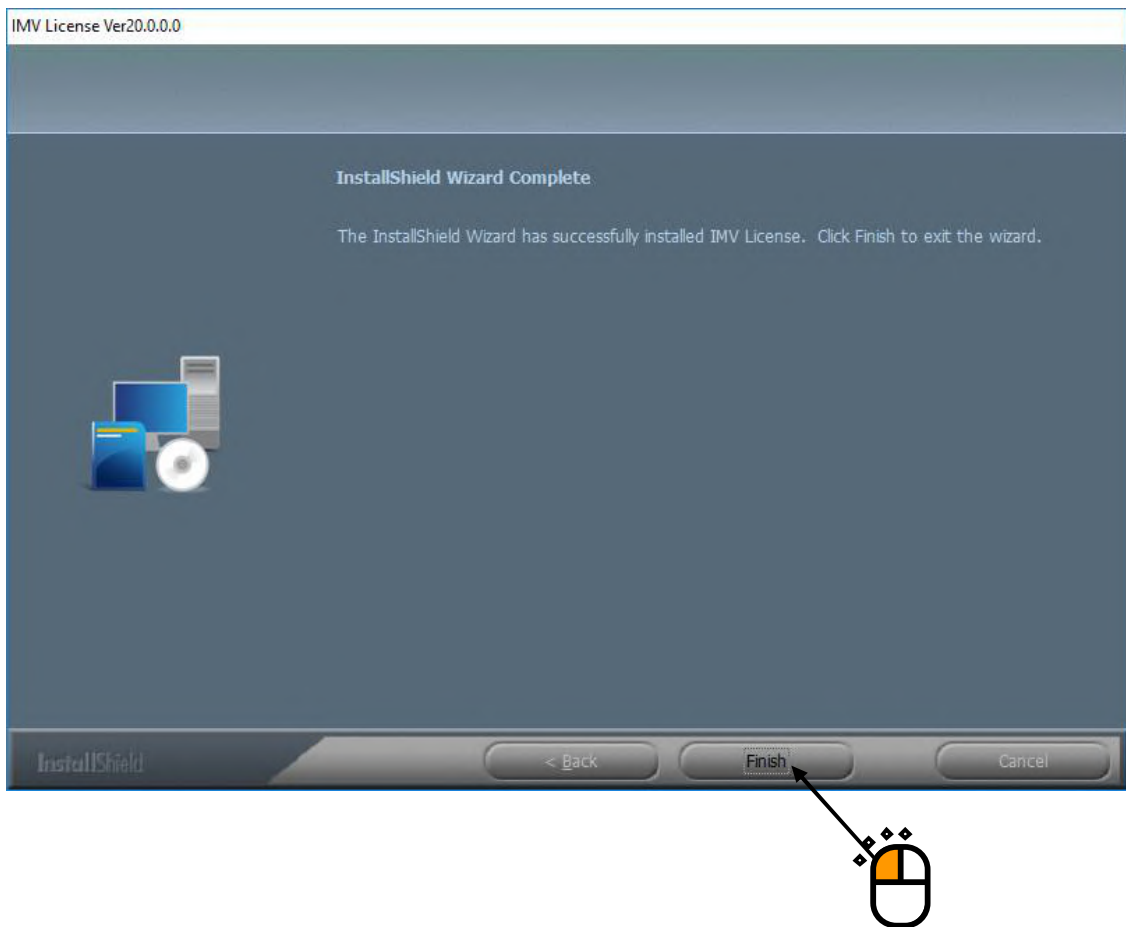 IMV License Ver20.0.0.0
InstallShield Wizard Complete
The InstallShield Wizard has successfully installed IMV License.  Click Finish to exit the wizard.
InstallShield
< Back
Finish
Cancel